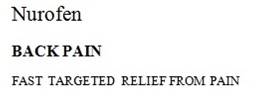 Nurofen
BACK PAIN
FAST TARGETED RELIEF FROM PAIN